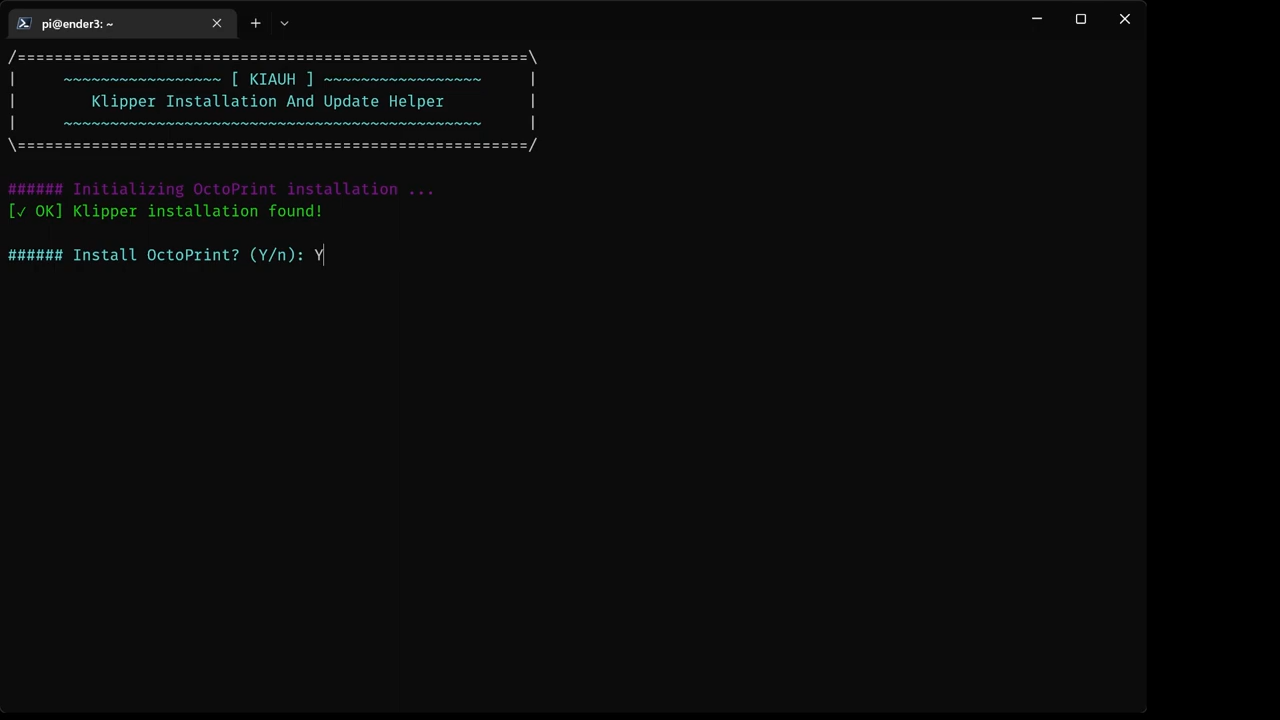 pi@ender3: ~
/=======================================================\
|     ~~~~~~~~~~~~~~~~~ [ KIAUH ] ~~~~~~~~~~~~~~~~~     |
|        Klipper Installation And Update Helper         |
|     ~~~~~~~~~~~~~~~~~~~~~~~~~~~~~~~~~~~~~~~~~~~~~     |
\=======================================================/
###### Initializing OctoPrint installation ...
[✓ OK] Klipper installation found!
###### Install OctoPrint? (Y/n): Y